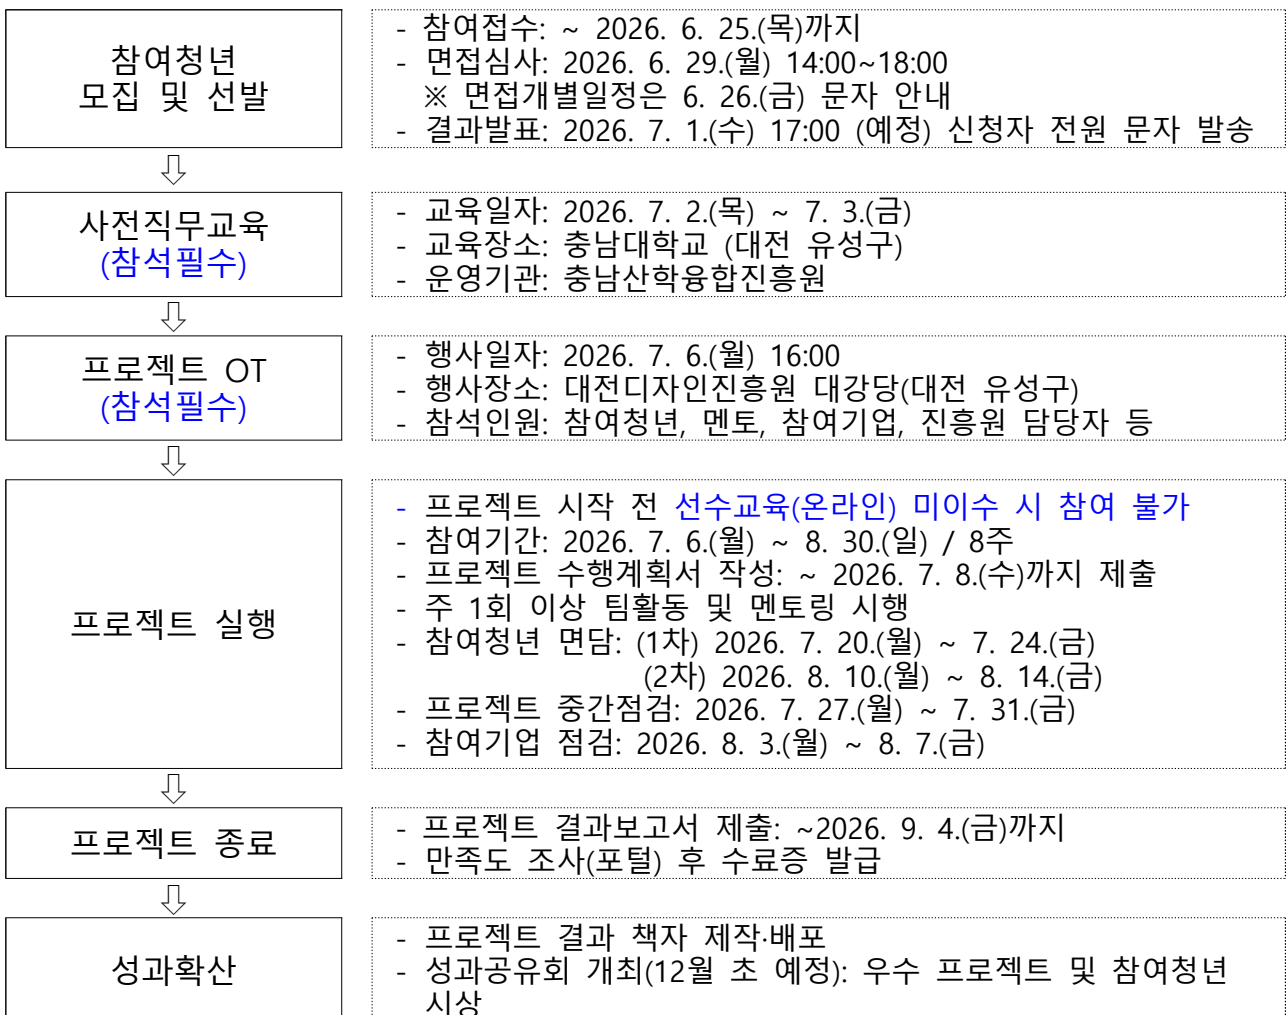 참여청년
모집 및 선발
- 참여접수: ~ 2026. 6. 25.(목)까지
- 면접심사: 2026. 6. 29.(월) 14:00~18:00
※ 면접개별일정은 6. 26.(금) 문자 안내
- 결과발표: 2026. 7. 1.(수) 17:00 (예정) 신청자 전원 문자 발송
사전직무교육
(참석필수)
- 교육일자: 2026. 7. 2.(목) ~ 7. 3.(금)
- 교육장소: 충남대학교 (대전 유성구)
- 운영기관: 충남산학융합진흥원
프로젝트 OT
(참석필수)
- 행사일자: 2026. 7. 6.(월) 16:00
- 행사장소: 대전디자인진흥원 대강당(대전 유성구)
- 참석인원: 참여청년, 멘토, 참여기업, 진흥원 담당자 등
프로젝트 실행
- 프로젝트 시작 전 선수교육(온라인) 미이수 시 참여 불가
- 참여기간: 2026. 7. 6.(월) ~ 8. 30.(일) / 8주
- 프로젝트 수행계획서 작성: ~ 2026. 7. 8.(수)까지 제출
- 주 1회 이상 팀활동 및 멘토링 시행
- 참여청년 면담: (1차) 2026. 7. 20.(월) ~ 7. 24.(금)
(2차) 2026. 8. 10.(월) ~ 8. 14.(금)
- 프로젝트 중간점검: 2026. 7. 27.(월) ~ 7. 31.(금)
- 참여기업 점검: 2026. 8. 3.(월) ~ 8. 7.(금)
프로젝트 종료
- 프로젝트 결과보고서 제출: ~2026. 9. 4.(금)까지
- 만족도 조사(포털) 후 수료증 발급
성과확산
- 프로젝트 결과 책자 제작·배포
- 성과공유회 개최(12월 초 예정): 우수 프로젝트 및 참여청년
시상